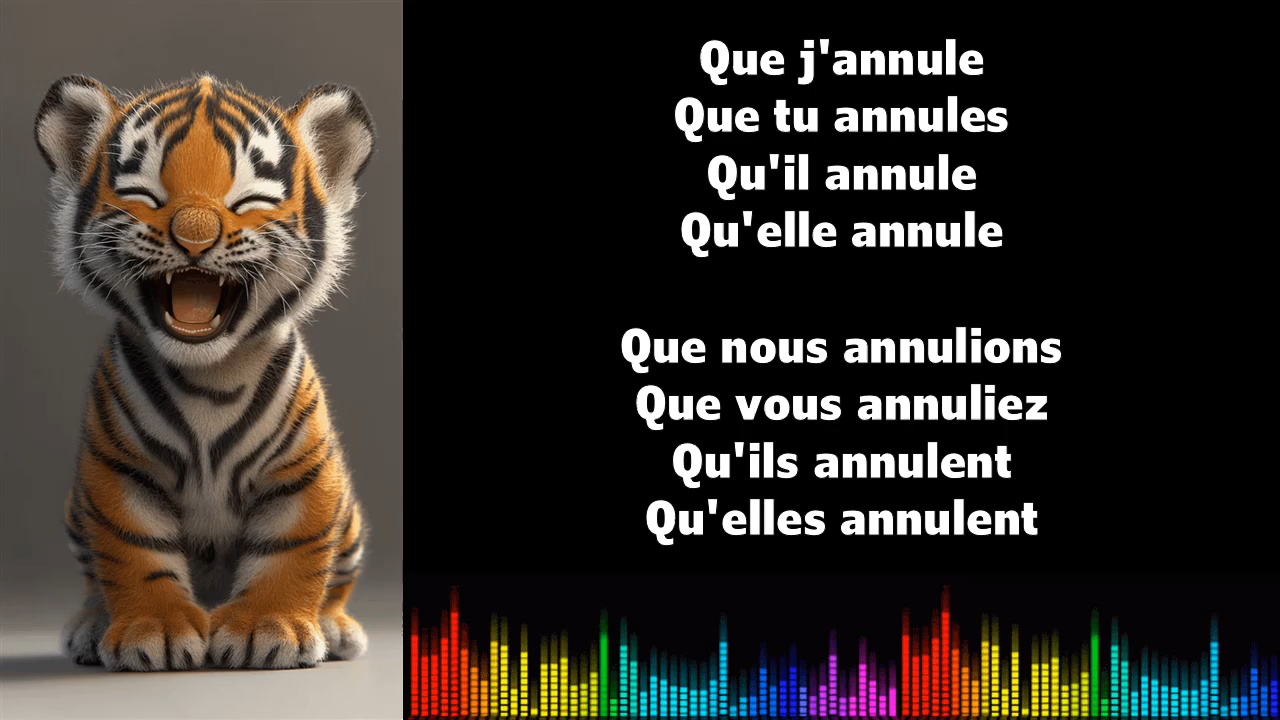 Que j'annule
Que tu annules
Qu'il annule
Qu'elle annule
Que nous annulions
Que vous annuliez
Qu'ils annulent
Qu'elles annulent